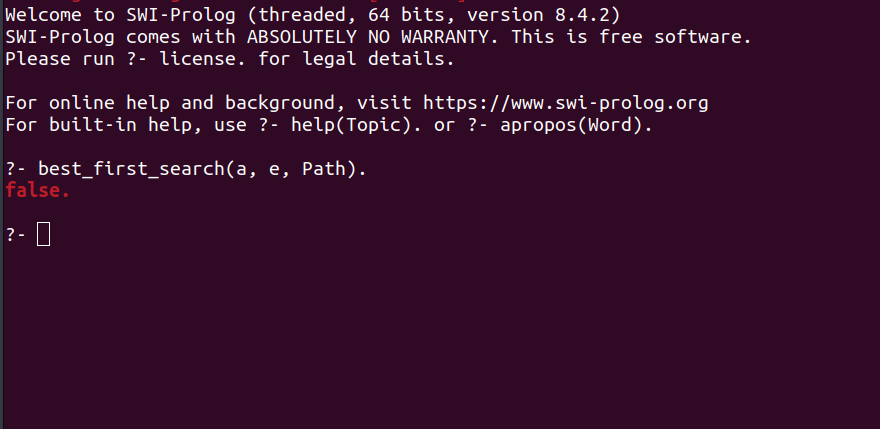 Welcome to SWI-Prolog (threaded, 64 bits, version 8.4.2)
SWI-Prolog comes with ABSOLUTELY NO WARRANTY. This is free software.
Please run ?- license. for legal details.
For online help and background, visit https://www.swi-prolog.org
For built-in help, use ?- help(Topic). or ?- apropos(Word).
?- best_first_search(a, e, Path).
false.
?-